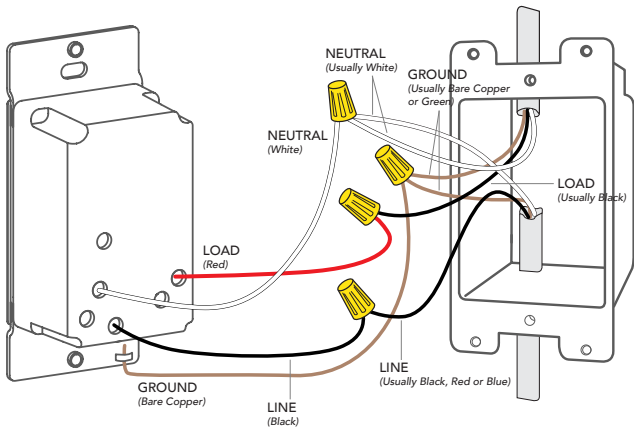 NEUTRAL
(Usually White)
GROUND
(Usually Bare Copper
or Green)
NEUTRAL
(White)
LOAD
(Usually Black)
LOAD
(Red)
LINE
(Usually Black, Red or Blue)
GROUND
(Bare Copper)
LINE
(Black)